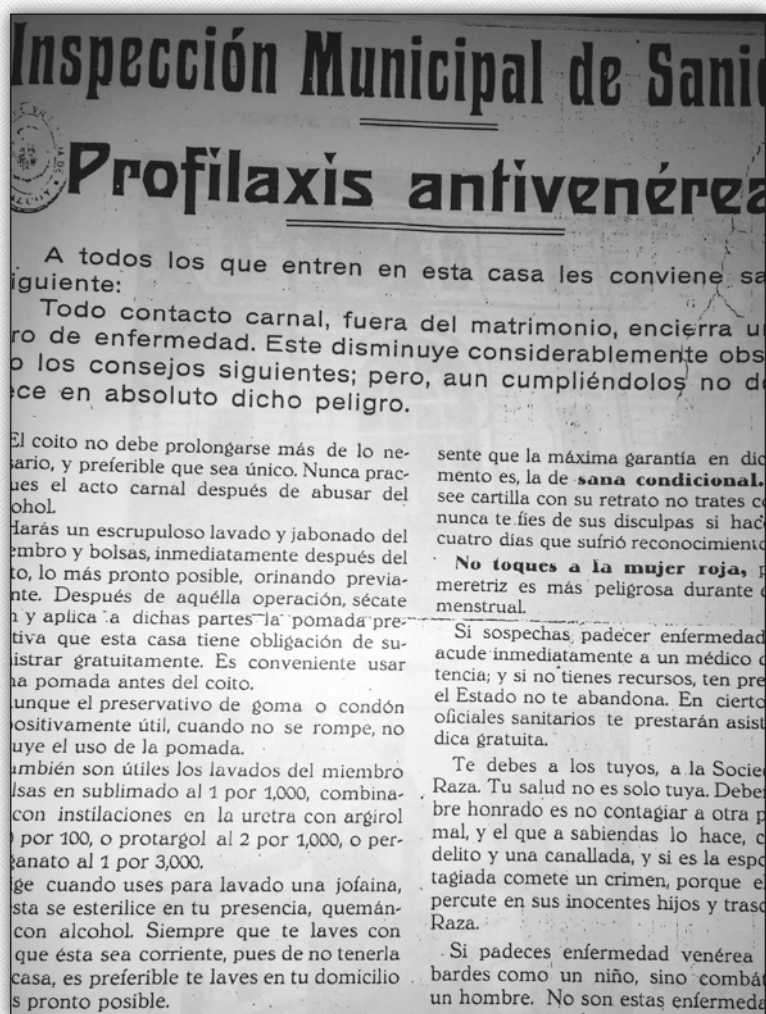 Inspección Municipal de Sani
Profilaxis antivenérea
A todos los que entren en esta casa les conviene sa
iguiente:
Todo contacto carnal, fuera del matrimonio, encierra u
ro de enfermedad. Este disminuye considerablemente obs
o los consejos siguientes; pero, aun cumpliéndolos no d
ce en absoluto dicho peligro.
El coito no debe prolongarse más de lo ne-
sario, y preferible que sea único. Nunca prac-
ues el acto carnal después de abusar del
ohol.
Harás un escrupuloso lavado y jabonado del
embro y bolsas, inmediatamente después del
to, lo más pronto posible, orinando previa-
nte. Después de aquélla operación, sécate
n y aplica a dichas partes la pomada pre-
tiva que esta casa tiene obligación de su-
istrar gratuitamente. Es conveniente usar
na pomada antes del coito.
unque el preservativo de goma o condón
ositivamente útil, cuando no se rompe, no
uye el uso de la pomada.
ambién son útiles los lavados del miembro
lsas en sublimado al 1 por 1,000, combina-
con instilaciones en la uretra con argirol
por 100, o protargol al 2 por 1,000, o per-
anato al 1 por 3,000.
ge cuando uses para lavado una jofaina,
sta se esterilice en tu presencia, quemán-
con alcohol. Siempre que te laves con
que ésta sea corriente, pues de no tenerla
casa, es preferible te laves en tu domicilio
s pronto posible.
sente que la máxima garantía en dic
mento es, la de sana condicional.
see cartilla con su retrato no trates c
nunca te fies de sus disculpas si hac
cuatro días que sufrió reconocimiento
No toques a la mujer roja, p
meretriz es más peligrosa durante e
menstrual.
Si sospechas padecer enfermedad
acude inmediatamente a un médico c
tencia; y si no tienes recursos, ten pre
el Estado no te abandona. En cierto
oficiales sanitarios te prestarán asist
dica gratuita.
Te debes a los tuyos, a la Socie
Raza. Tu salud no es solo tuya. Debe
bre honrado es no contagiar a otra p
mal, y el que a sabiendas lo hace, c
delito y una canallada, y si es la espo
tagiada comete un crimen, porque e
percute en sus inocentes hijos y trasc
Raza.
Si padeces enfermedad venérea
bardes como un niño, sino combát
un hombre. No son estas enfermeda